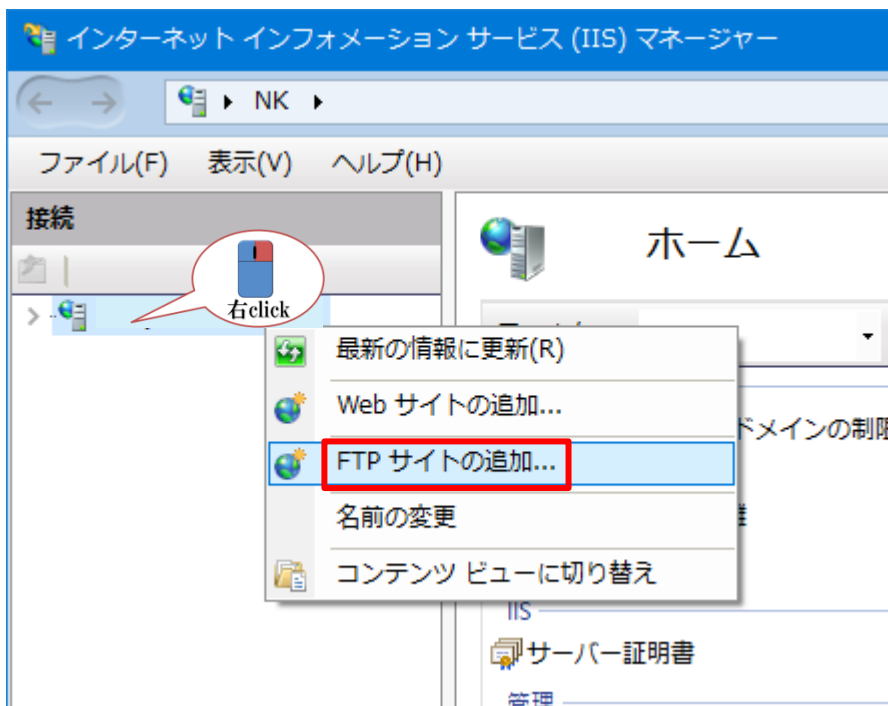 インターネット インフォメーション サービス (IIS) マネージャー
NK
ファイル(F) 表示(V) ヘルプ(H)
接続
ホーム
右click
最新の情報に更新(R)
Web サイトの追加...
ドメインの制限
FTP サイトの追加...
名前の変更
コンテンツ ビューに切り替え
IIS
サーバー証明書
管理